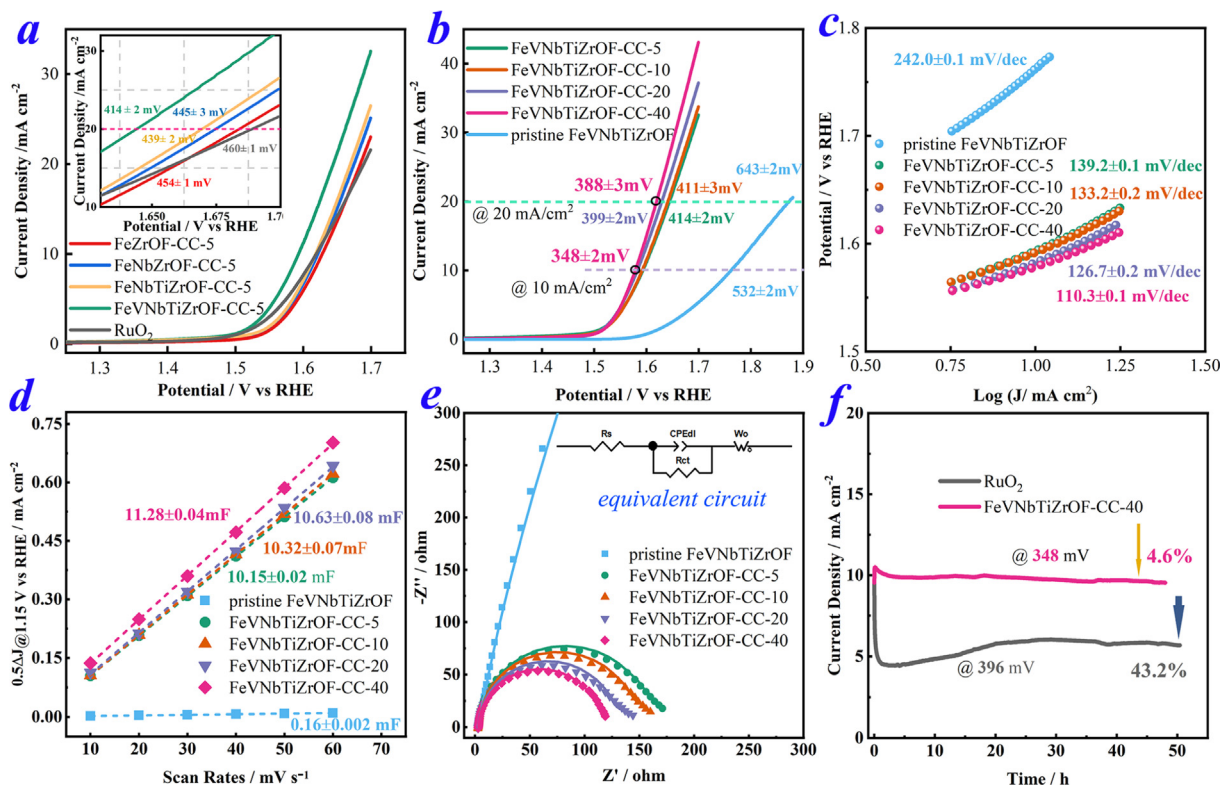 a
Current Density /mA cm⁻²
30
20
10
0
1.3
1.4
1.5
1.6
1.7
Potential / V vs RHE
Current Density /mA cm⁻²
30
20
10
1.650
1.675
Potential / V vs RHE
414 ± 2 mV
445± 3 mV
439± 2 mV
460± 1 mV
454± 1 mV
FeZrOF-CC-5
FeNbZrOF-CC-5
FeNbTiZrOF-CC-5
FeVNbTiZrOF-CC-5
RuO₂
b
Current Density / mA cm⁻²
40
30
20
10
0
1.3
1.4
1.5
1.6
1.7
1.8
Potential / V vs RHE
FeVNbTiZrOF-CC-5
FeVNbTiZrOF-CC-10
FeVNbTiZrOF-CC-20
FeVNbTiZrOF-CC-40
pristine FeVNbTiZrOF
643±2mV
388±3mV
411±3mV
@ 20 mA/cm²
399±2mV
414±2mV
348±2mV
@ 10 mA/cm²
532±2mV
c
Potential / V vs RHE
1.8
1.7
1.6
1.5
0.50
0.75
1.00
1.25
1.50
Log (J/ mA cm²)
242.0±0.1 mV/dec
pristine FeVNbTiZrOF
FeVNbTiZrOF-CC-5
139.2±0.1 mV/dec
FeVNbTiZrOF-CC-10
133.2±0.2 mV/dec
FeVNbTiZrOF-CC-20
FeVNbTiZrOF-CC-40
126.7±0.2 mV/dec
110.3±0.1 mV/dec
d
0.5ΔJ@1.15 V vs RHE / mA cm⁻²
0.75
0.60
0.45
0.30
0.15
0.00
10
20
30
40
50
60
70
Scan Rates / mV s⁻¹
11.28±0.04mF
10.63±0.08 mF
10.32±0.07mF
10.15±0.02 mF
pristine FeVNbTiZrOF
FeVNbTiZrOF-CC-5
FeVNbTiZrOF-CC-10
FeVNbTiZrOF-CC-20
FeVNbTiZrOF-CC-40
0.16±0.002 mF
e
-Z'' / ohm
300
250
200
150
100
50
0
0
50
100
150
200
250
290
Z' / ohm
Rs
CPEdl
Wo
Rct
equivalent circuit
pristine FeVNbTiZrOF
FeVNbTiZrOF-CC-5
FeVNbTiZrOF-CC-10
FeVNbTiZrOF-CC-20
FeVNbTiZrOF-CC-40
f
Current Density / mA cm⁻²
20
15
10
5
0
0
10
20
30
40
50
Time / h
RuO₂
FeVNbTiZrOF-CC-40
@ 348 mV
4.6%
@ 396 mV
43.2%